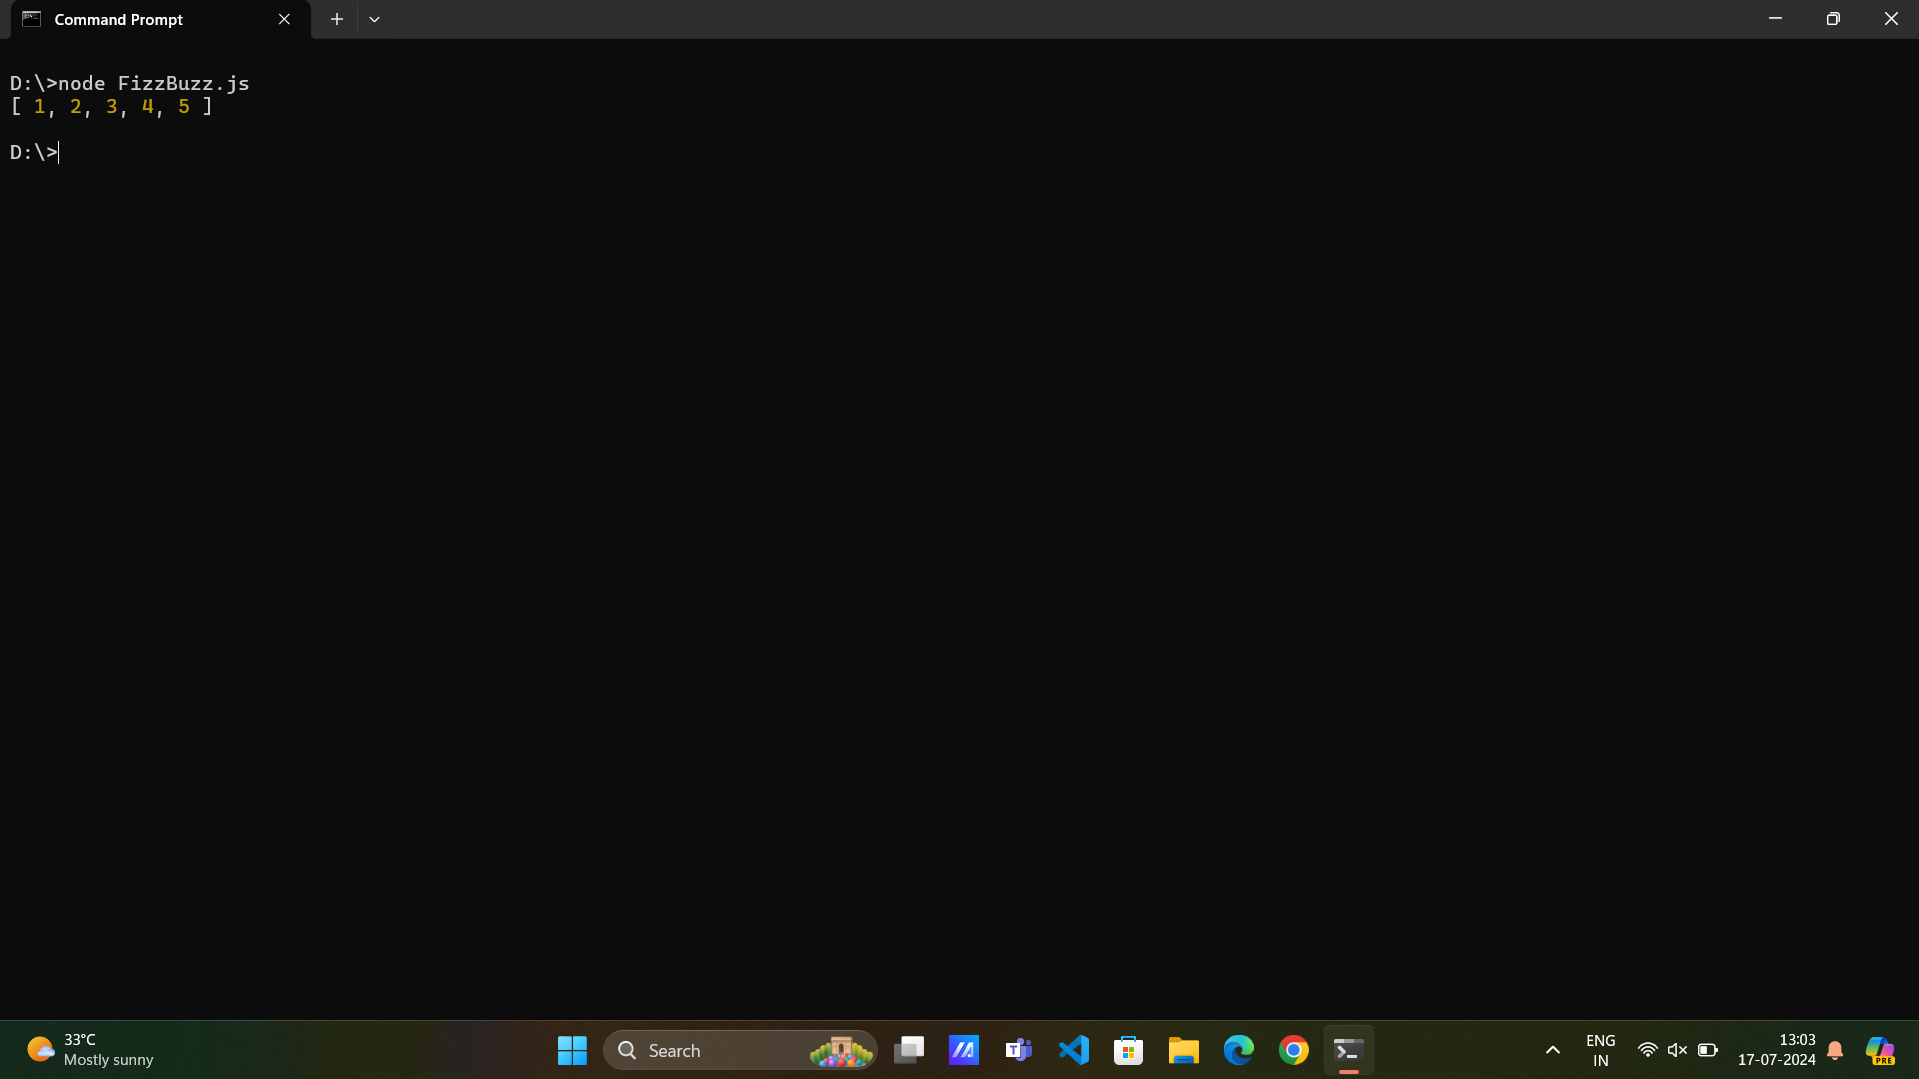 Command Prompt
D:\>node FizzBuzz.js
[ 1, 2, 3, 4, 5 ]
D:\>
33°C
Mostly sunny
Search
ENG
IN
13:03
17-07-2024
PRE